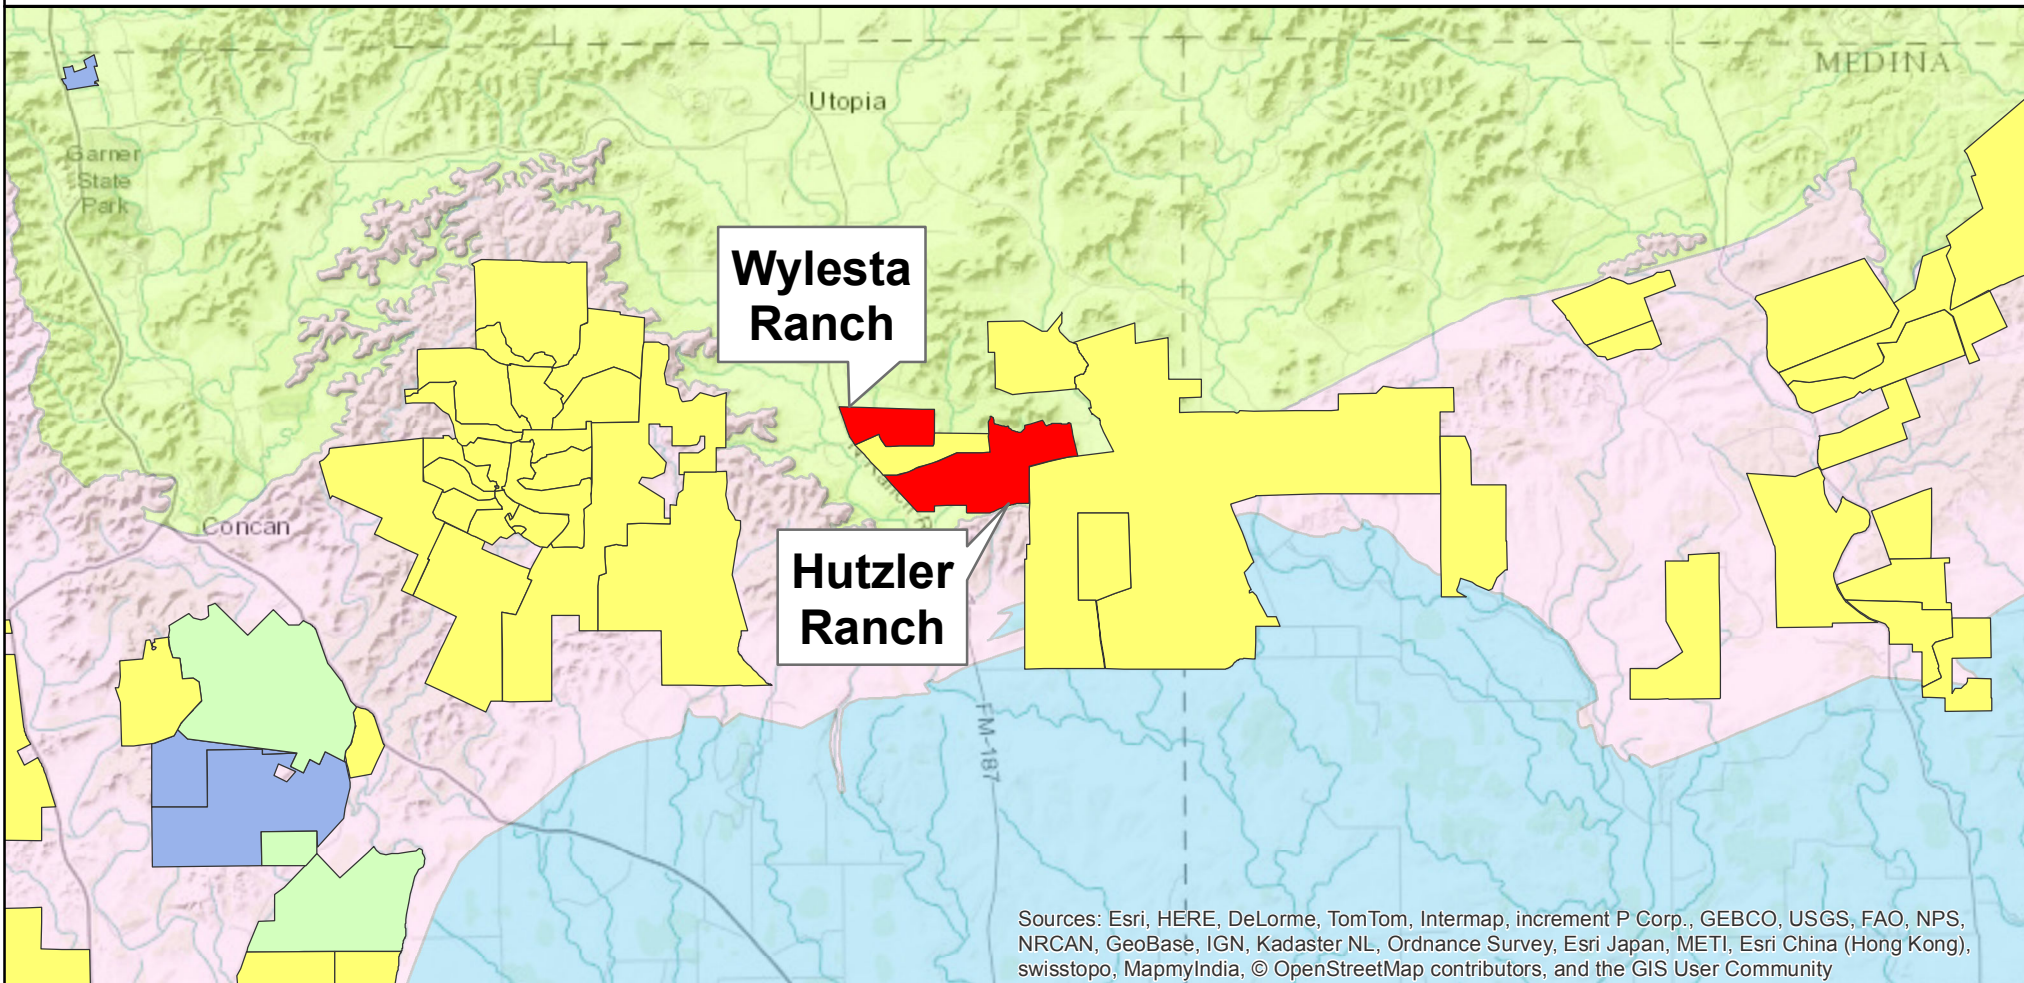 MEDINA
Utopia
Garner
State
Park
Wylesta
Ranch
Concan
Hutzler
Ranch
FM-187
Sources: Esri, HERE, DeLorme, TomTom, Intermap, increment P Corp., GEBCO, USGS, FAO, NPS,
NRCAN, GeoBase, IGN, Kadaster NL, Ordnance Survey, Esri Japan, METI, Esri China (Hong Kong),
swisstopo, MapmyIndia, © OpenStreetMap contributors, and the GIS User Community